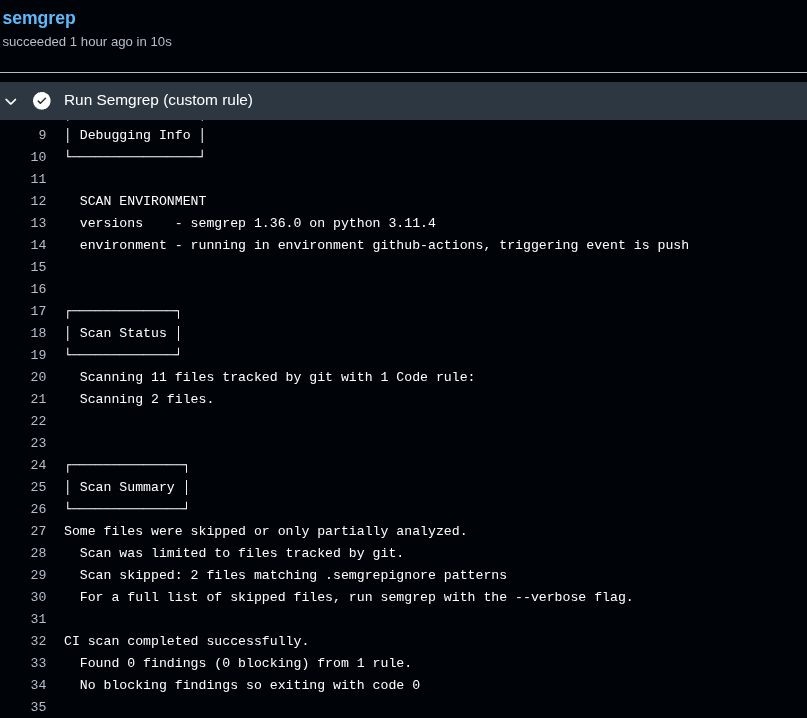 semgrep
succeeded 1 hour ago in 10s
Run Semgrep (custom rule)
9 │ Debugging Info │
10 └────────────────┘
11
12   SCAN ENVIRONMENT
13   versions    - semgrep 1.36.0 on python 3.11.4
14   environment - running in environment github-actions, triggering event is push
15
16
17 ┌─────────────┐
18 │ Scan Status │
19 └─────────────┘
20   Scanning 11 files tracked by git with 1 Code rule:
21   Scanning 2 files.
22
23
24 ┌──────────────┐
25 │ Scan Summary │
26 └──────────────┘
27 Some files were skipped or only partially analyzed.
28   Scan was limited to files tracked by git.
29   Scan skipped: 2 files matching .semgrepignore patterns
30   For a full list of skipped files, run semgrep with the --verbose flag.
31
32 CI scan completed successfully.
33   Found 0 findings (0 blocking) from 1 rule.
34   No blocking findings so exiting with code 0
35